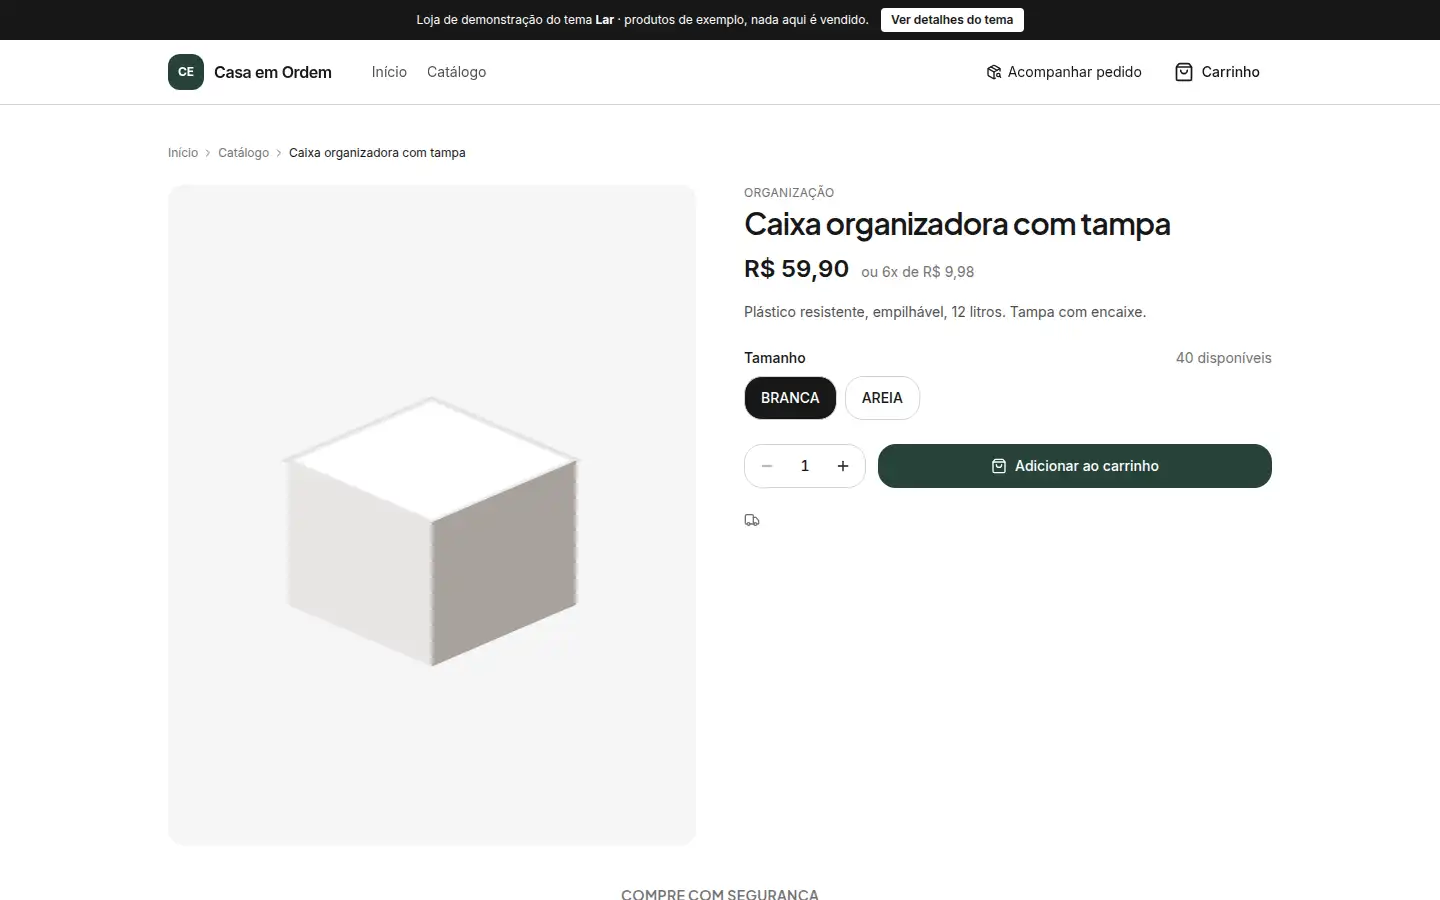 Loja de demonstração do tema Lar · produtos de exemplo, nada aqui é vendido. Ver detalhes do tema
CE Casa em Ordem Início Catálogo Acompanhar pedido Carrinho
Início > Catálogo > Caixa organizadora com tampa
ORGANIZAÇÃO
Caixa organizadora com tampa
R$ 59,90 ou 6x de R$ 9,98
Plástico resistente, empilhável, 12 litros. Tampa com encaixe.
Tamanho 40 disponíveis
BRANCA AREIA
− 1 + Adicionar ao carrinho
COMPRE COM SEGURANÇA